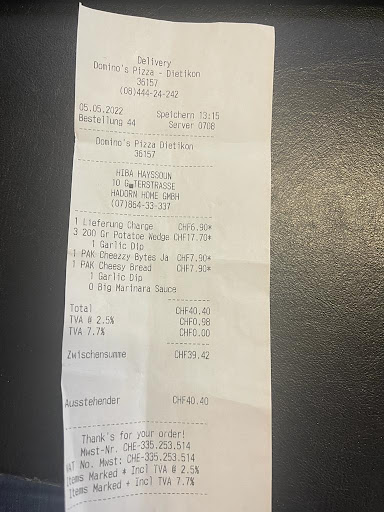 Delivery
Domino's Pizza - Dietikon
36157
(08)444-24-242
05.05.2022 Speichern 13:15
Bestellung 44 Server 0708
Domino's Pizza Dietikon
36157
HIBA HAYSSOUN
TO G TERSTRASSE
HADORN HOME GMBH
(07)864-33-337
1 Lieferung Charge CHF6.90*
3 200 Gr Potatoe Wedge CHF17.70*
1 Garlic Dip
1 PAK Cheezzy Bytes Ja CHF7.90*
1 PAK Cheesy Bread CHF7.90*
1 Garlic Dip
0 Big Marinara Sauce
Total CHF40.40
TVA @ 2.5% CHF0.98
TVA 7.7% CHF0.00
Zwischensumme CHF39.42
Ausstehender CHF40.40
Thank's for your order!
Mwst-Nr. CHE-335.253.514
VAT No. Mwst: CHE-335.253.514
Items Marked * Incl TVA @ 2.5%
Items Marked + Incl TVA 7.7%